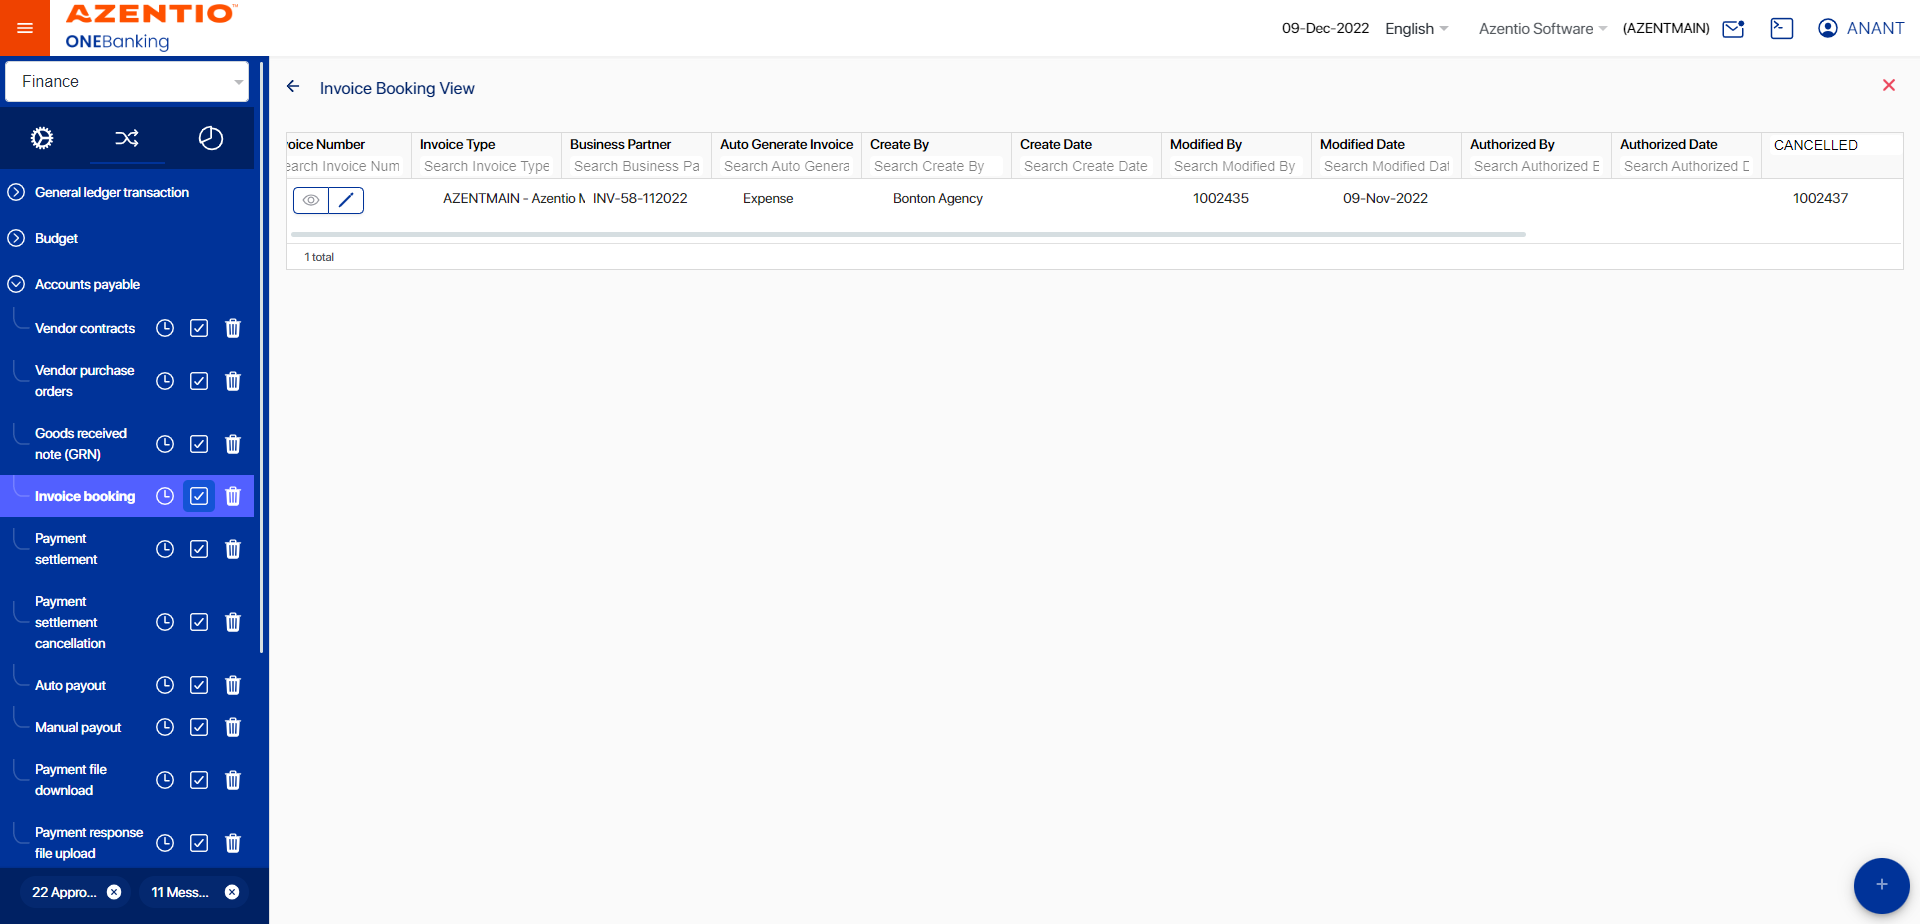 AZENTIO™
ONEBanking
09-Dec-2022 English Azentio Software (AZENTMAIN) ANANT
Finance
General ledger transaction
Budget
Accounts payable
Vendor contracts
Vendor purchase
orders
Goods received
note (GRN)
Invoice booking
Payment
settlement
Payment
settlement
cancellation
Auto payout
Manual payout
Payment file
download
Payment response
file upload
22 Appro... 11 Mess...
Invoice Booking View
voice Number Invoice Type Business Partner Auto Generate Invoice Create By Create Date Modified By Modified Date Authorized By Authorized Date CANCELLED
earch Invoice Num Search Invoice Type Search Business Pa Search Auto Genera Search Create By Search Create Date Search Modified By Search Modified Dat Search Authorized E Search Authorized D
AZENTMAIN - Azentio M INV-58-112022 Expense Bonton Agency 1002435 09-Nov-2022 1002437
1 total